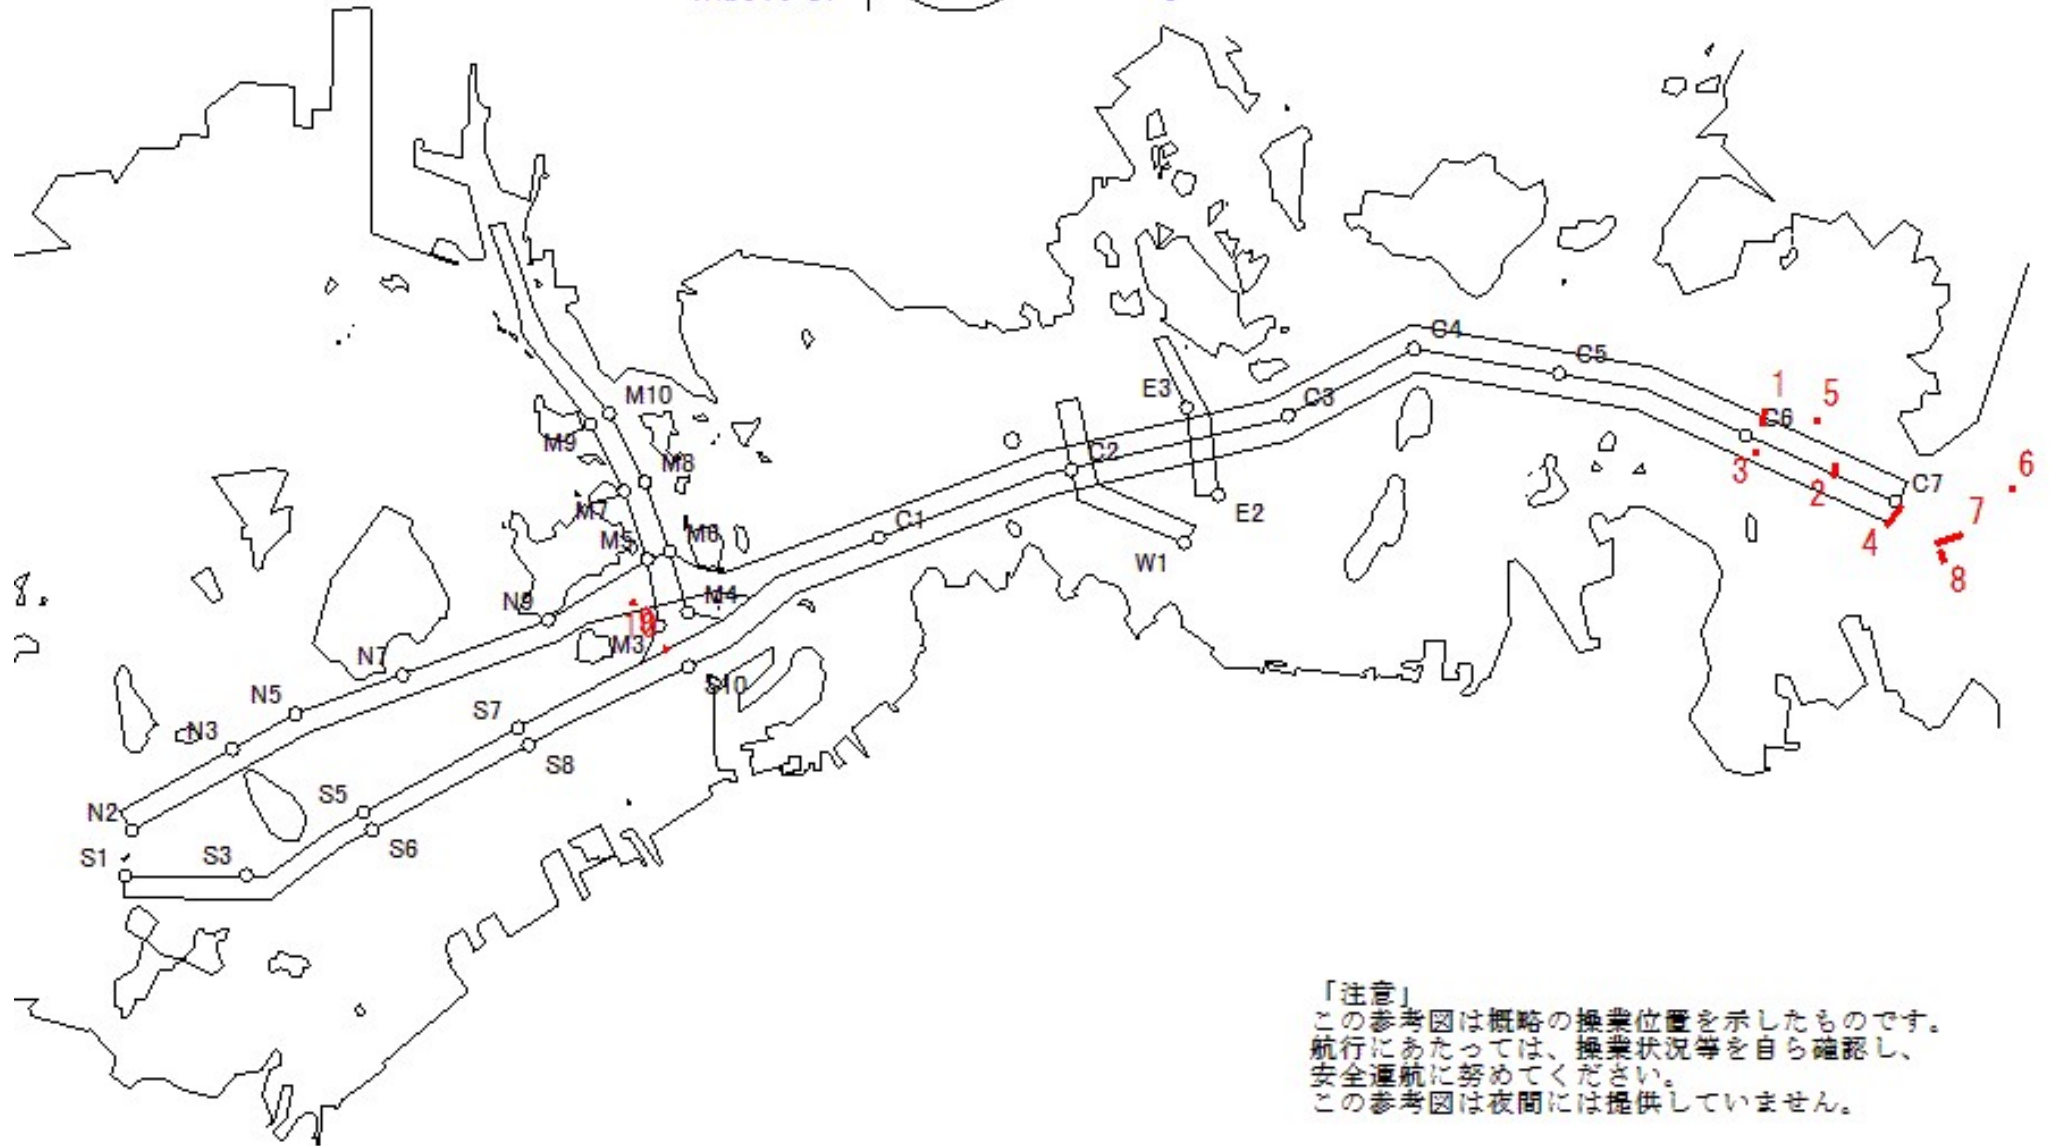 C4
C5
1
5
M10
E3
C3
C6
M9
M8
C2
3
6
2
C7
M7
E2
7
C1
M6
M5
4
W1
8
N9
M4
M3
N7
N5
S10
S7
N3
S8
S5
N2
S6
S1
S3
「注意」
この参考図は概略の操業位置を示したものです。
航行にあたっては、操業状況等を自ら確認し、
安全運航に努めてください。
この参考図は夜間には提供していません。